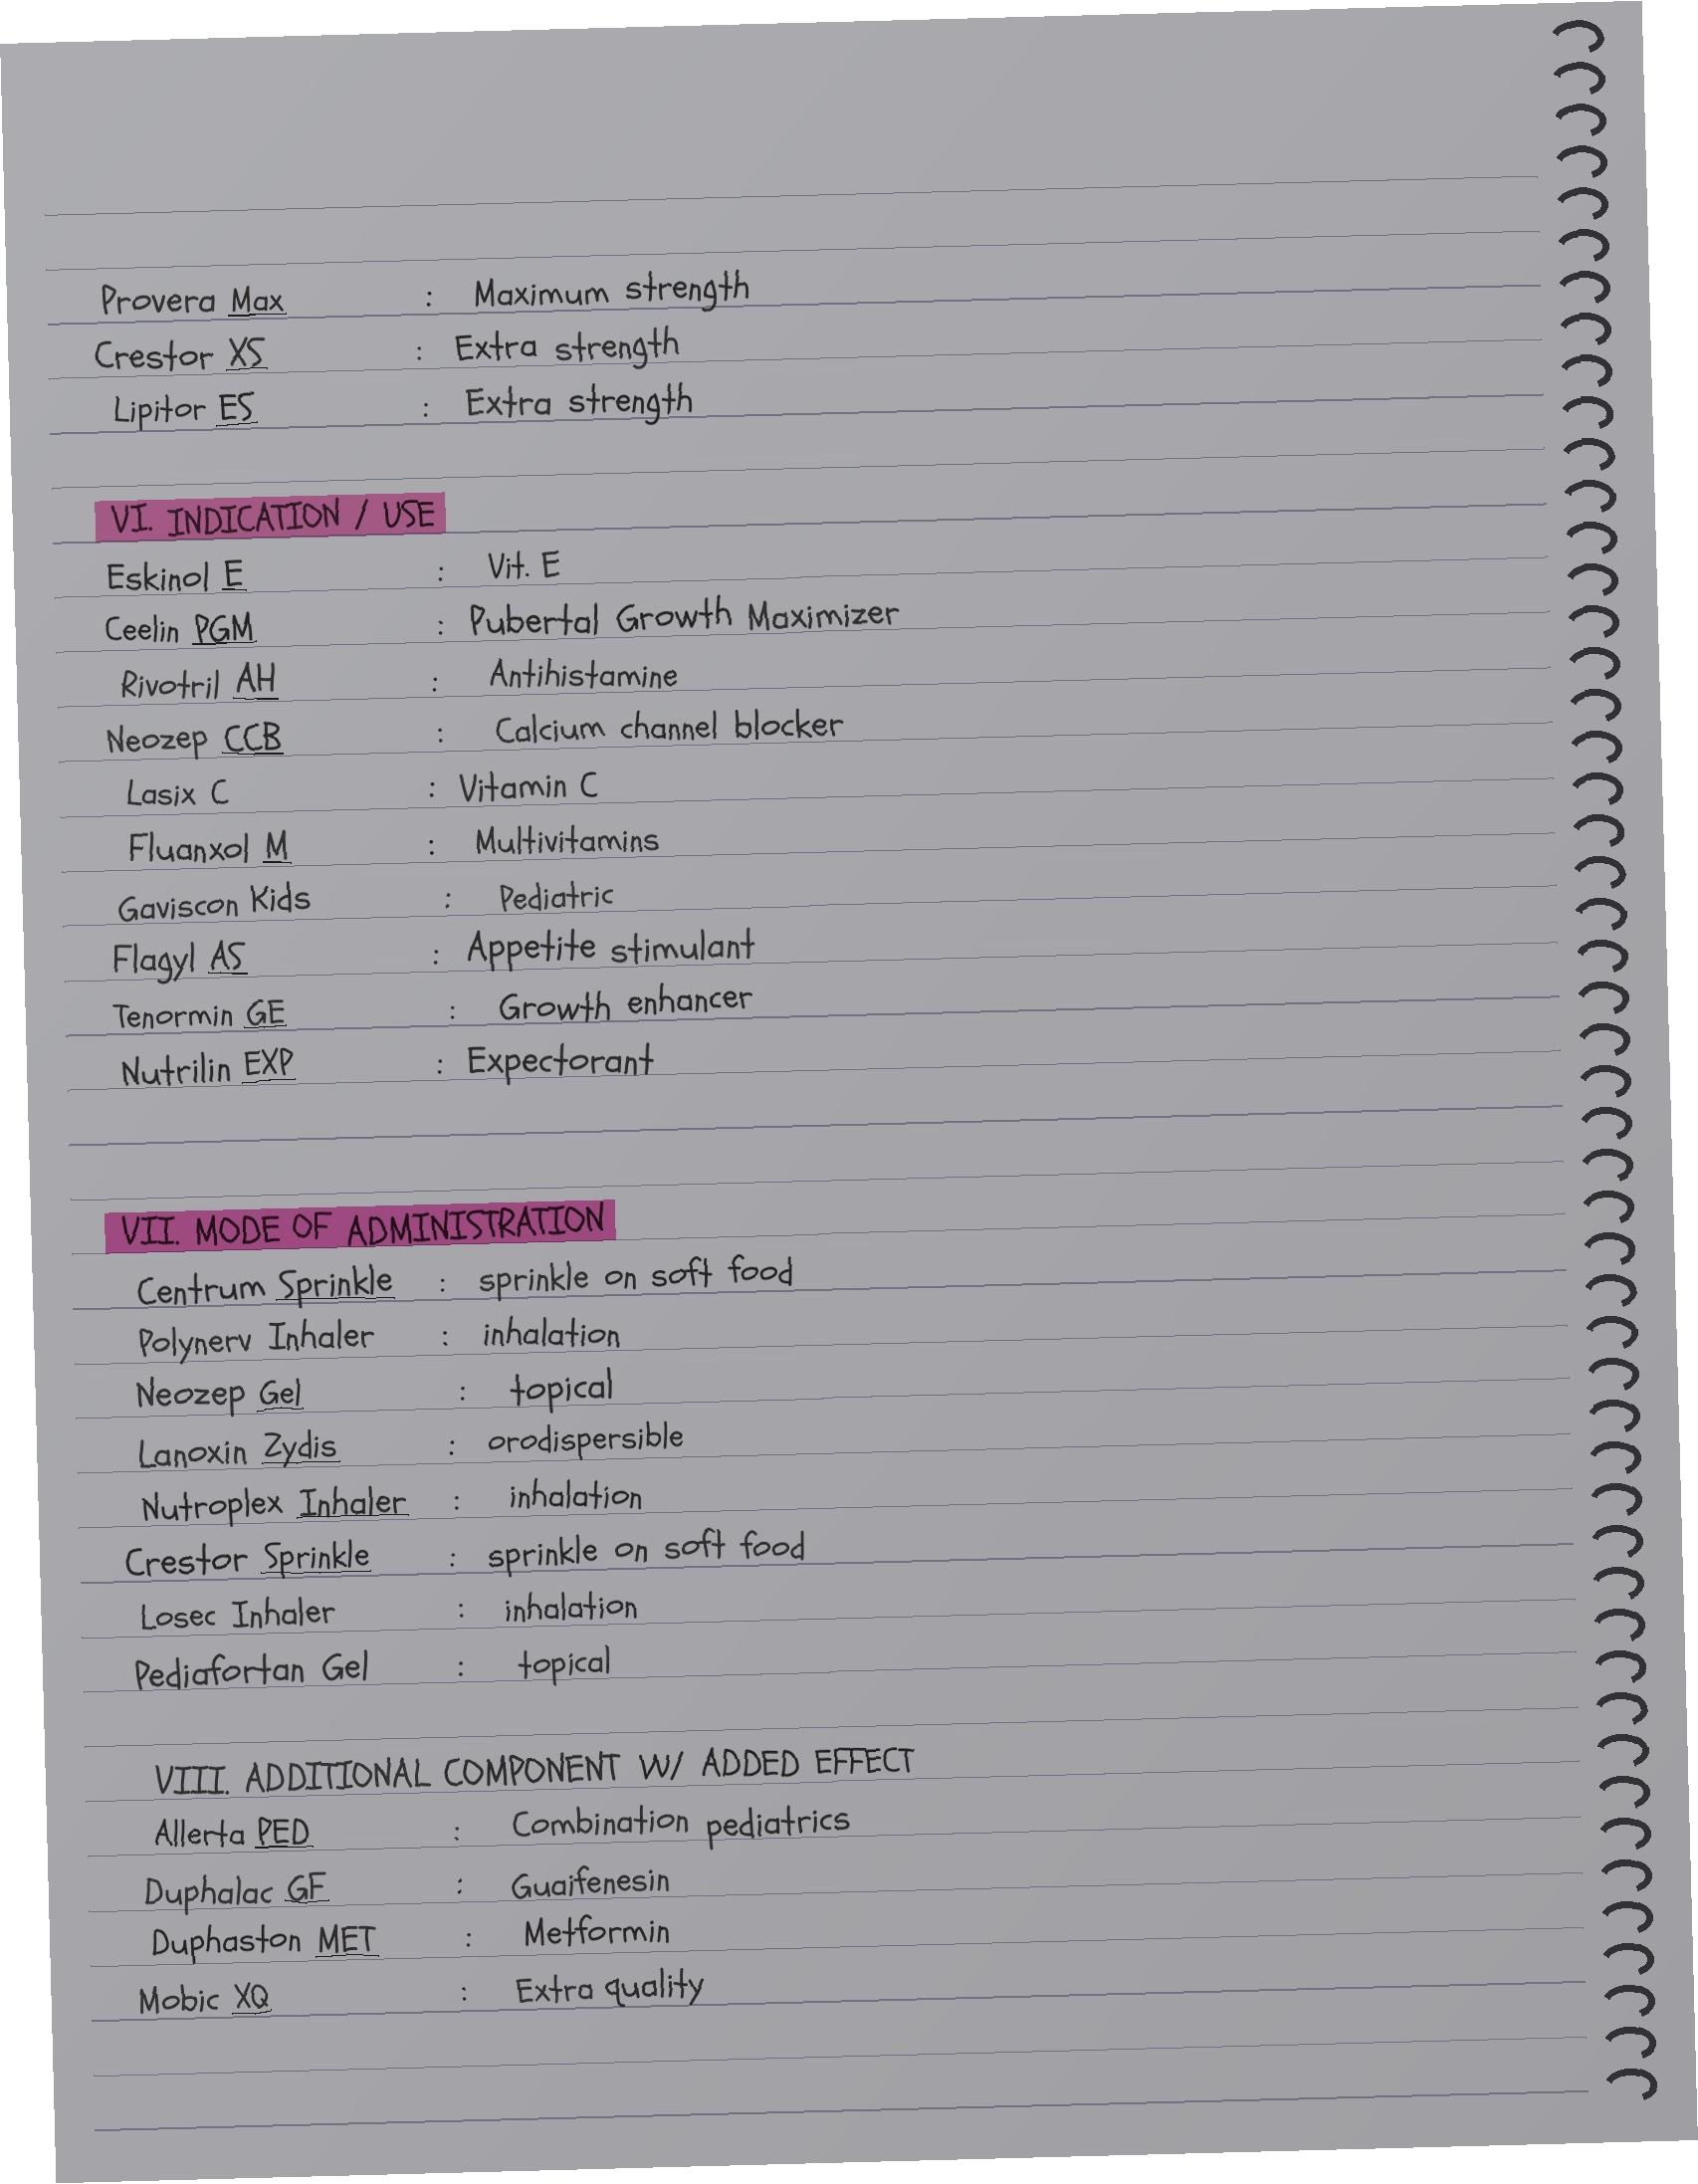 Provera Max : Maximum strength
Crestor XS : Extra strength
Lipitor ES : Extra strength
VI. INDICATION / USE
Eskinol E : Vit. E
Ceelin PGM : Pubertal Growth Maximizer
Rivotril AH : Antihistamine
Neozep CCB : Calcium channel blocker
Lasix C : Vitamin C
Fluanxol M : Multivitamins
Gaviscon Kids : Pediatric
Flagyl AS : Appetite stimulant
Tenormin GE : Growth enhancer
Nutrilin EXP : Expectorant
VII. MODE OF ADMINISTRATION
Centrum Sprinkle : sprinkle on soft food
Polynerv Inhaler : inhalation
Neozep Gel : topical
Lanoxin Zydis : orodispersible
Nutroplex Inhaler : inhalation
Crestor Sprinkle : sprinkle on soft food
Losec Inhaler : inhalation
Pediafortan Gel : topical
VIII. ADDITIONAL COMPONENT W/ ADDED EFFECT
Allerta PED : Combination pediatrics
Duphalac GF : Guaifenesin
Duphaston MET : Metformin
Mobic XQ : Extra quality